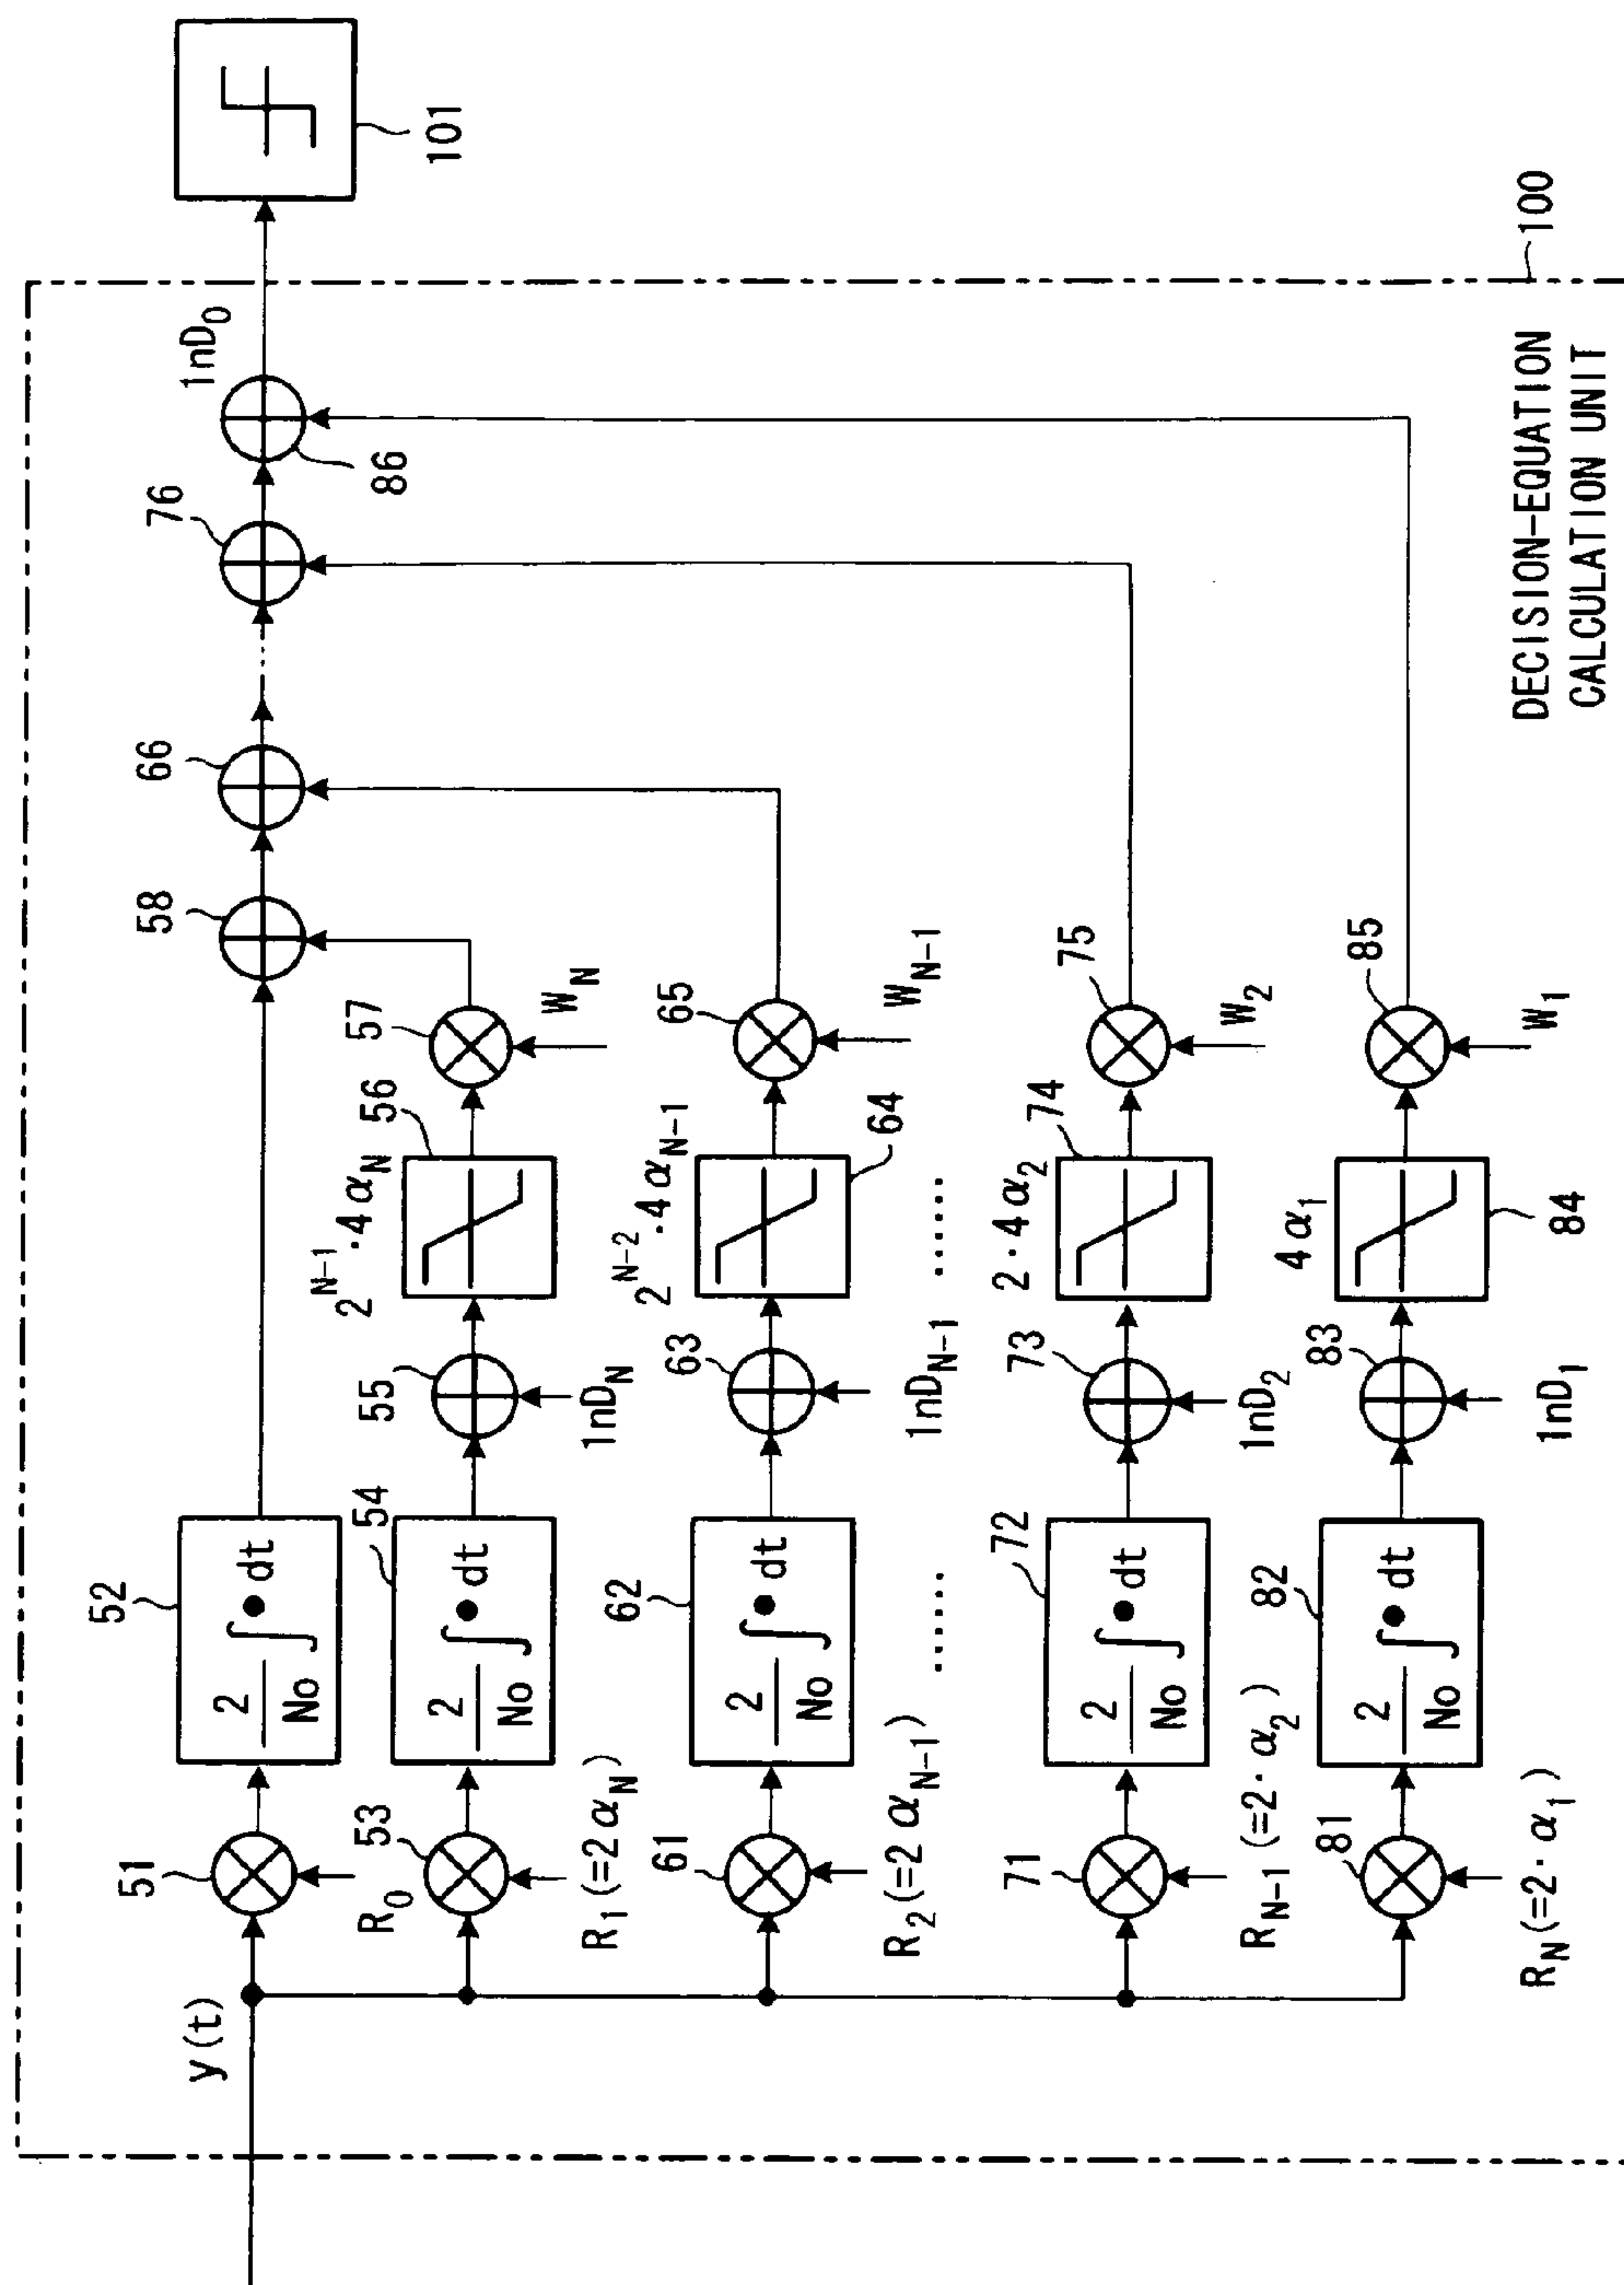 y(t)
51
R0
2
No
∫ • dt
52
58
66
76
86
1nD0
101
53
R1(=2αN)
2
No
∫ • dt
54
55
1nDN
2^N-1・4αN
56
57
WN
61
R2(=2αN-1)
2
No
∫ • dt
62
63
1nDN-1
2^N-2・4αN-1
64
65
WN-1
......
......
71
RN-1(=2・α2)
2
No
∫ • dt
72
73
1nD2
2・4α2
74
75
W2
81
RN(=2・α1)
2
No
∫ • dt
82
83
1nD1
4α1
84
85
W1
DECISION-EQUATION
CALCULATION UNIT
100